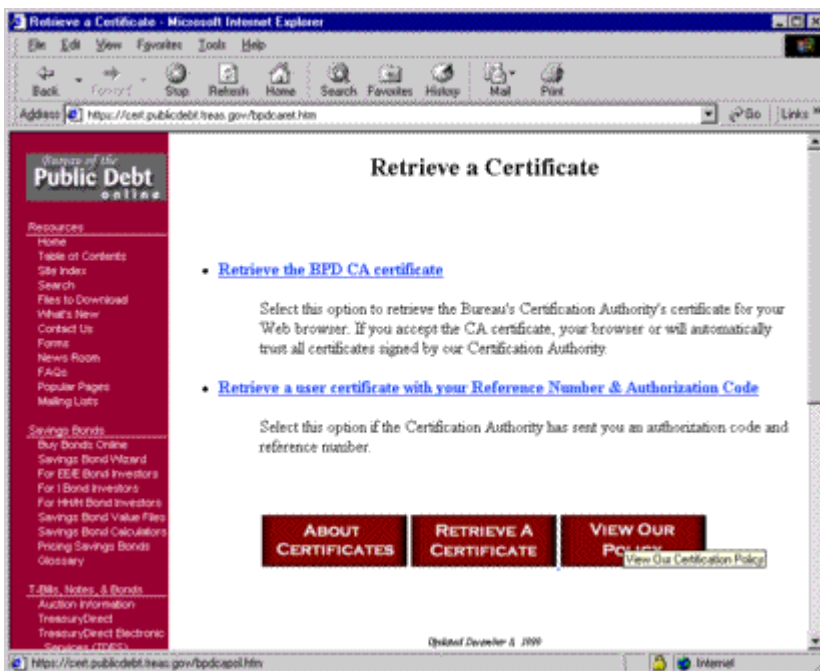 Retrieve a Certificate - Microsoft Internet Explorer
File Edit View Favorites Tools Help
Back Forward Stop Refresh Home Search Favorites History Mail Print
Address https://cert.publicdebt.treas.gov/bpdcaret.htm Go Links
Bureau of the
Public Debt
online
Resources
Home
Table of Contents
Site Index
Search
Files to Download
What's New
Contact Us
Forms
News Room
FAQs
Popular Pages
Mailing Lists
Savings Bonds
Buy Bonds Online
Savings Bond Wizard
For EE/E Bond Investors
For I Bond Investors
For HH/H Bond Investors
Savings Bond Value Files
Savings Bond Calculators
Pricing Savings Bonds
Glossary
T-Bills, Notes, & Bonds
Auction Information
TreasuryDirect
TreasuryDirect Electronic
Services (TDES)
Retrieve a Certificate
Retrieve the BPD CA certificate
Select this option to retrieve the Bureau's Certification Authority's certificate for your
Web browser. If you accept the CA certificate, your browser or will automatically
trust all certificates signed by our Certification Authority.
Retrieve a user certificate with your Reference Number & Authorization Code
Select this option if the Certification Authority has sent you an authorization code and
reference number.
ABOUT
CERTIFICATES
RETRIEVE A
CERTIFICATE
VIEW OUR
POLICY
View Our Certification Policy
Updated December 8, 1999
https://cert.publicdebt.treas.gov/bpdcapol.htm Internet